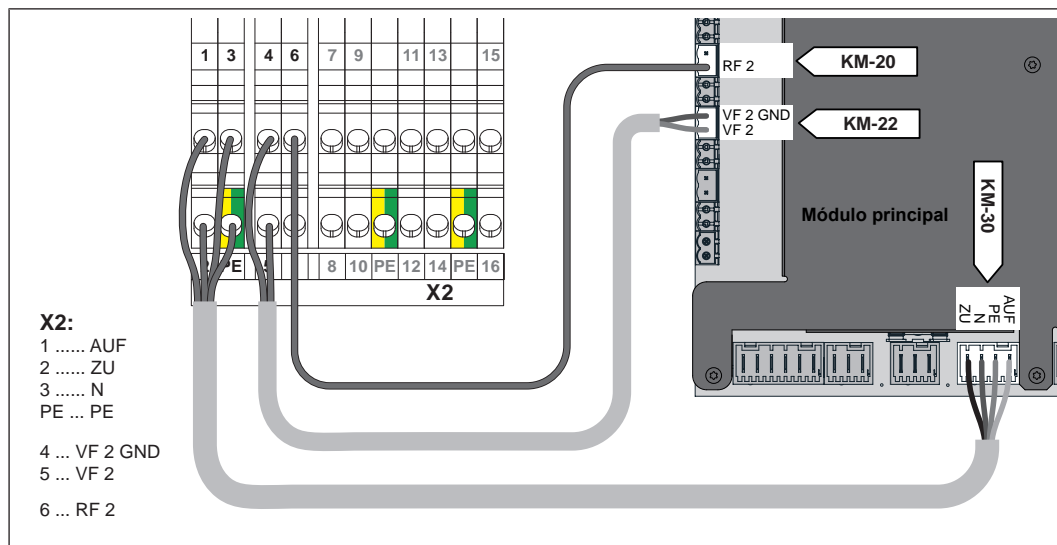 1 3 4 6 7 9 11 13 15
RF 2
KM-20
VF 2 GND
VF 2
KM-22
KM-30
Módulo principal
AUF
PE
N
ZU
2 PE 5 8 10 PE 12 14 PE 16
X2
X2:
1 ...... AUF
2 ...... ZU
3 ...... N
PE ... PE
4 ... VF 2 GND
5 ... VF 2
6 ... RF 2